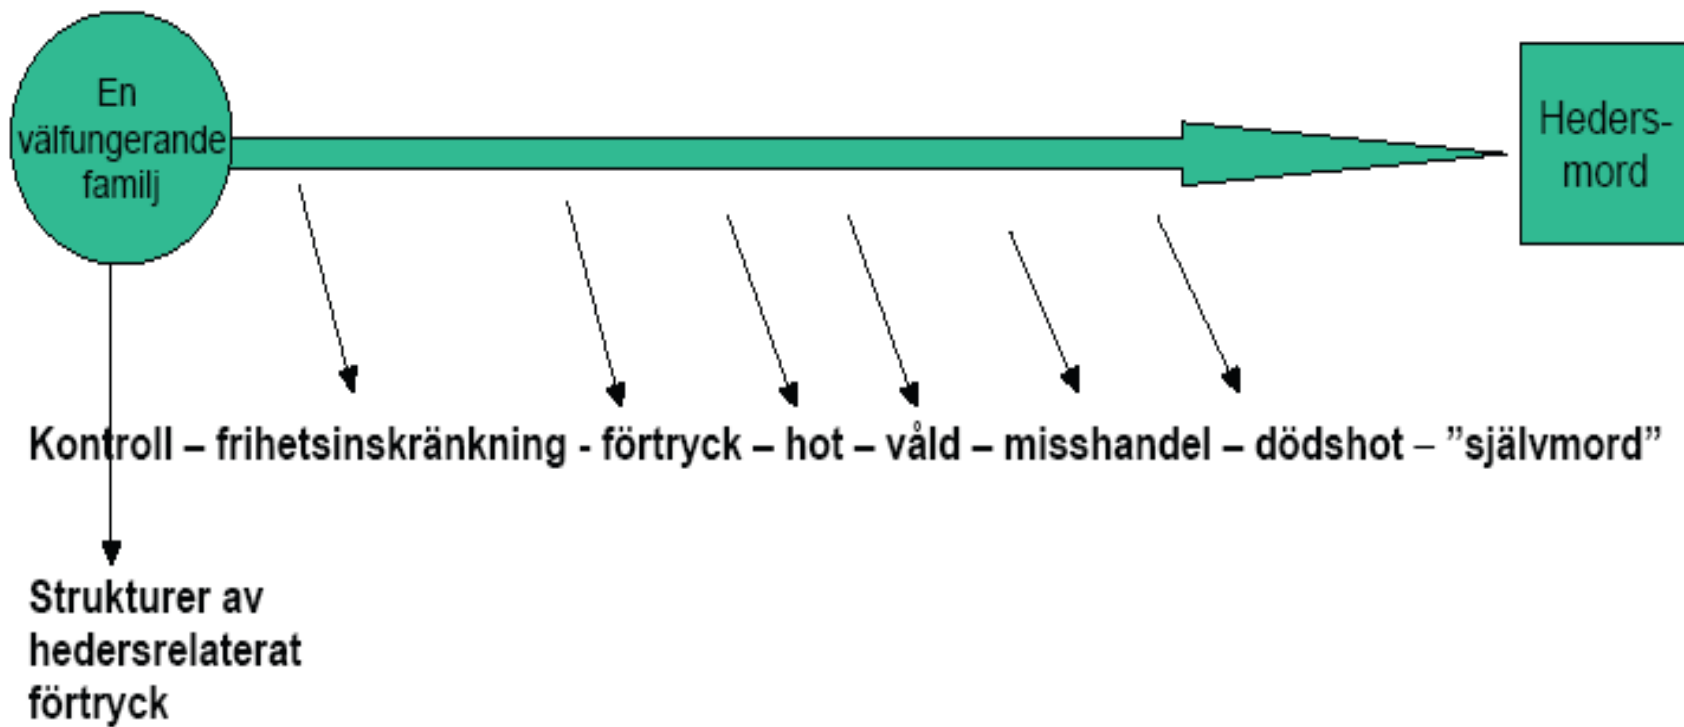 En
välfungerande
familj
Heders-
mord
Kontroll – frihetsinskränkning - förtryck – hot – våld – misshandel – dödshot – ”självmord”
Strukturer av
hedersrelaterat
förtryck